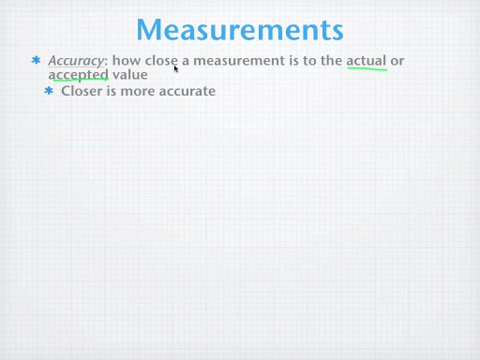 Measurements
* Accuracy: how close a measurement is to the actual or
accepted value
* Closer is more accurate